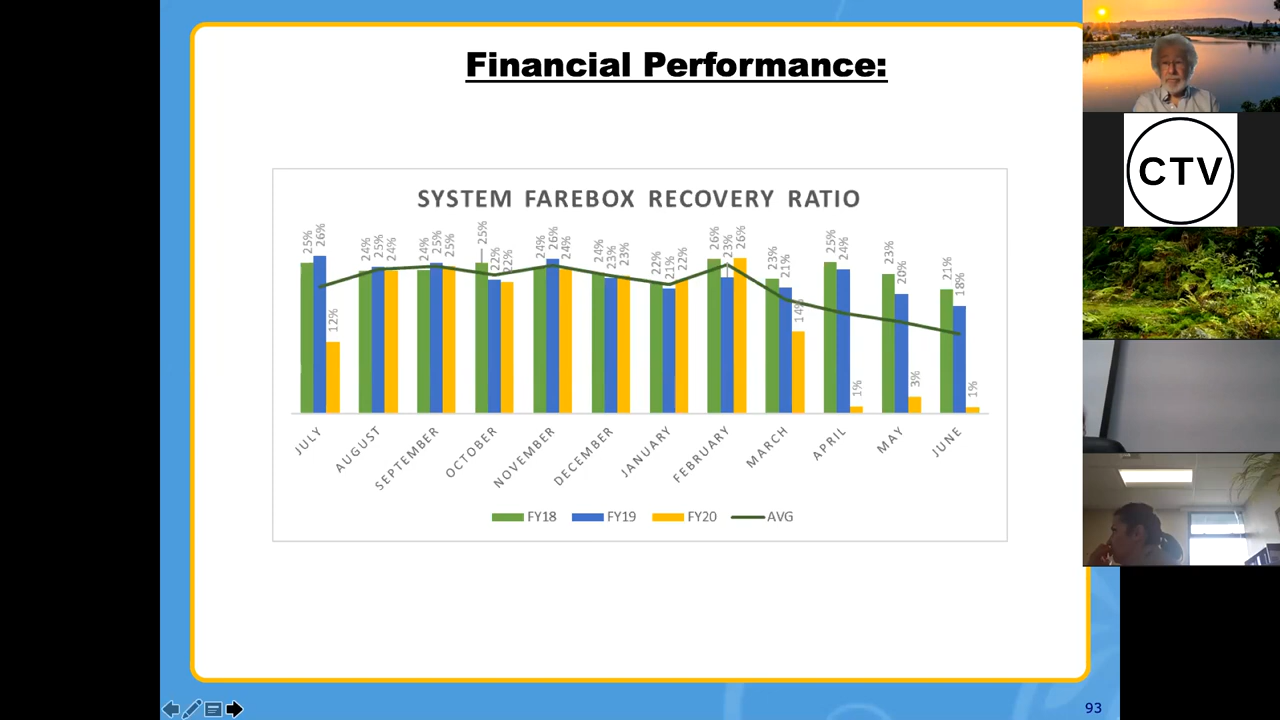 Financial Performance:
CTV
SYSTEM FAREBOX RECOVERY RATIO
25% 26% 12%
24% 25% 24%
24% 25% 25%
25% 22% 22%
24% 26% 24%
24% 23% 23%
22% 21% 22%
26% 23% 26%
23% 21% 14%
25% 24% 1%
23% 20% 3%
21% 18% 1%
JULY
AUGUST
SEPTEMBER
OCTOBER
NOVEMBER
DECEMBER
JANUARY
FEBRUARY
MARCH
APRIL
MAY
JUNE
FY18 FY19 FY20 AVG
93